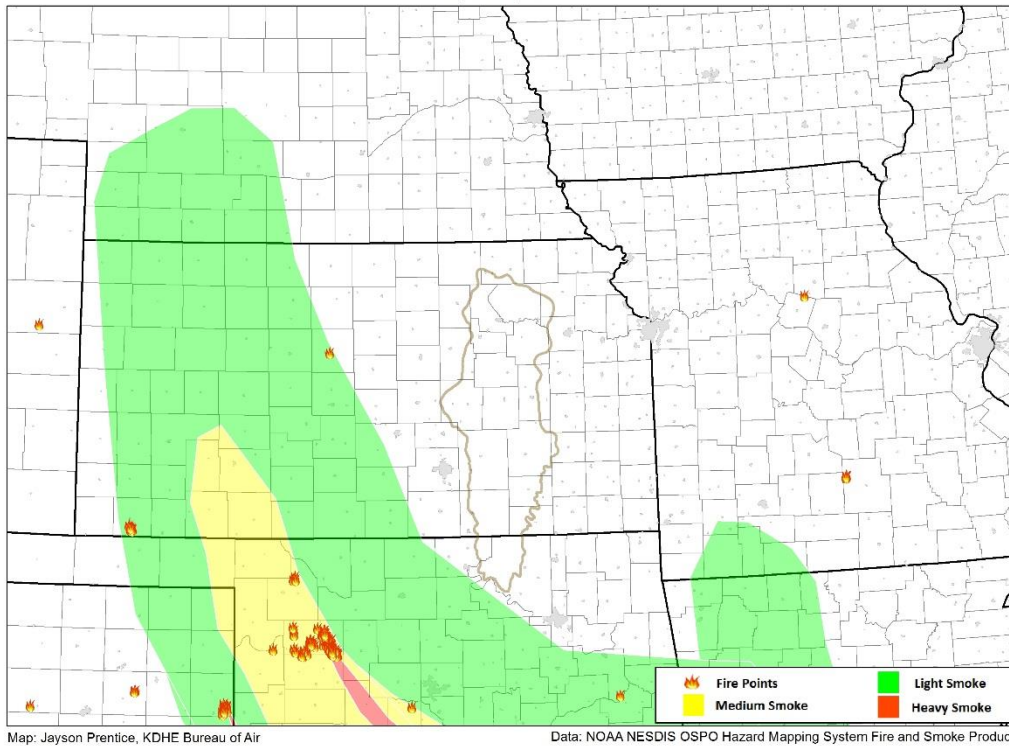 Fire Points
Light Smoke
Medium Smoke
Heavy Smoke
Map: Jayson Prentice, KDHE Bureau of Air
Data: NOAA NESDIS OSPO Hazard Mapping System Fire and Smoke Produc